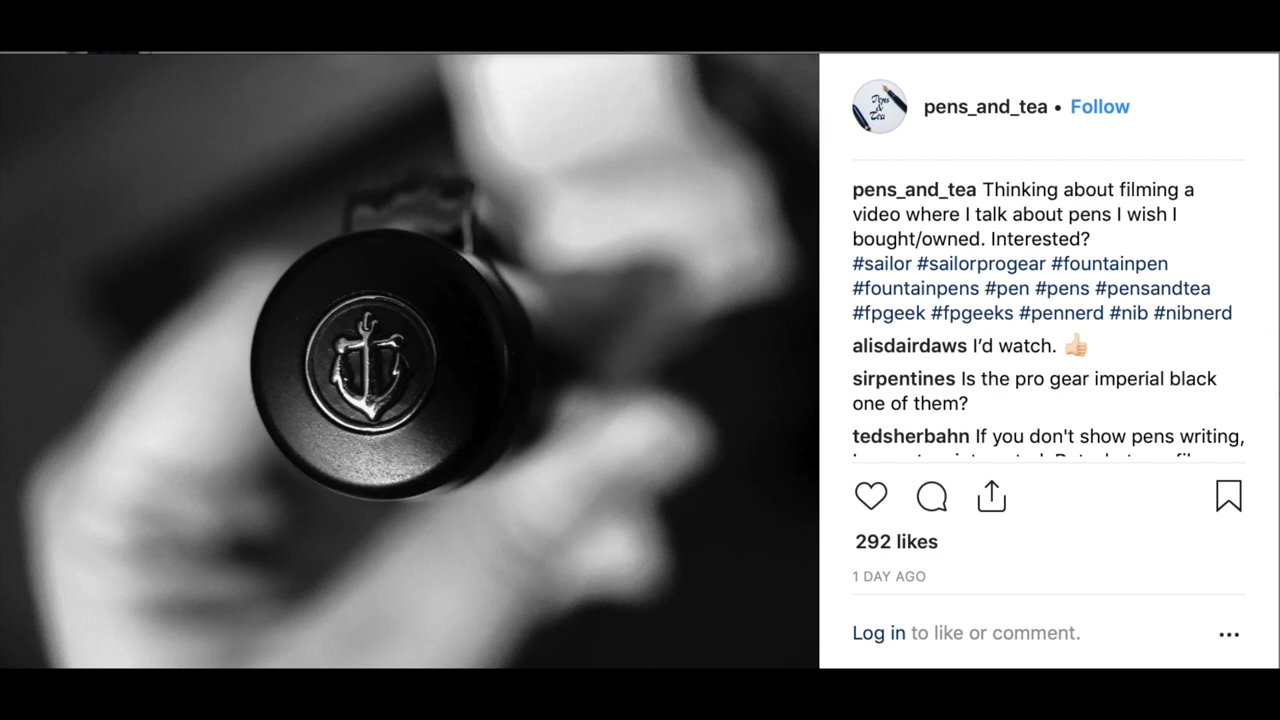 Pens
&
Tea
pens_and_tea • Follow
pens_and_tea Thinking about filming a
video where I talk about pens I wish I
bought/owned. Interested?
#sailor #sailorprogear #fountainpen
#fountainpens #pen #pens #pensandtea
#fpgeek #fpgeeks #pennerd #nib #nibnerd
alisdairdaws I’d watch. 👍🏻
sirpentines Is the pro gear imperial black
one of them?
tedsherbahn If you don't show pens writing,
292 likes
1 DAY AGO
Log in to like or comment.